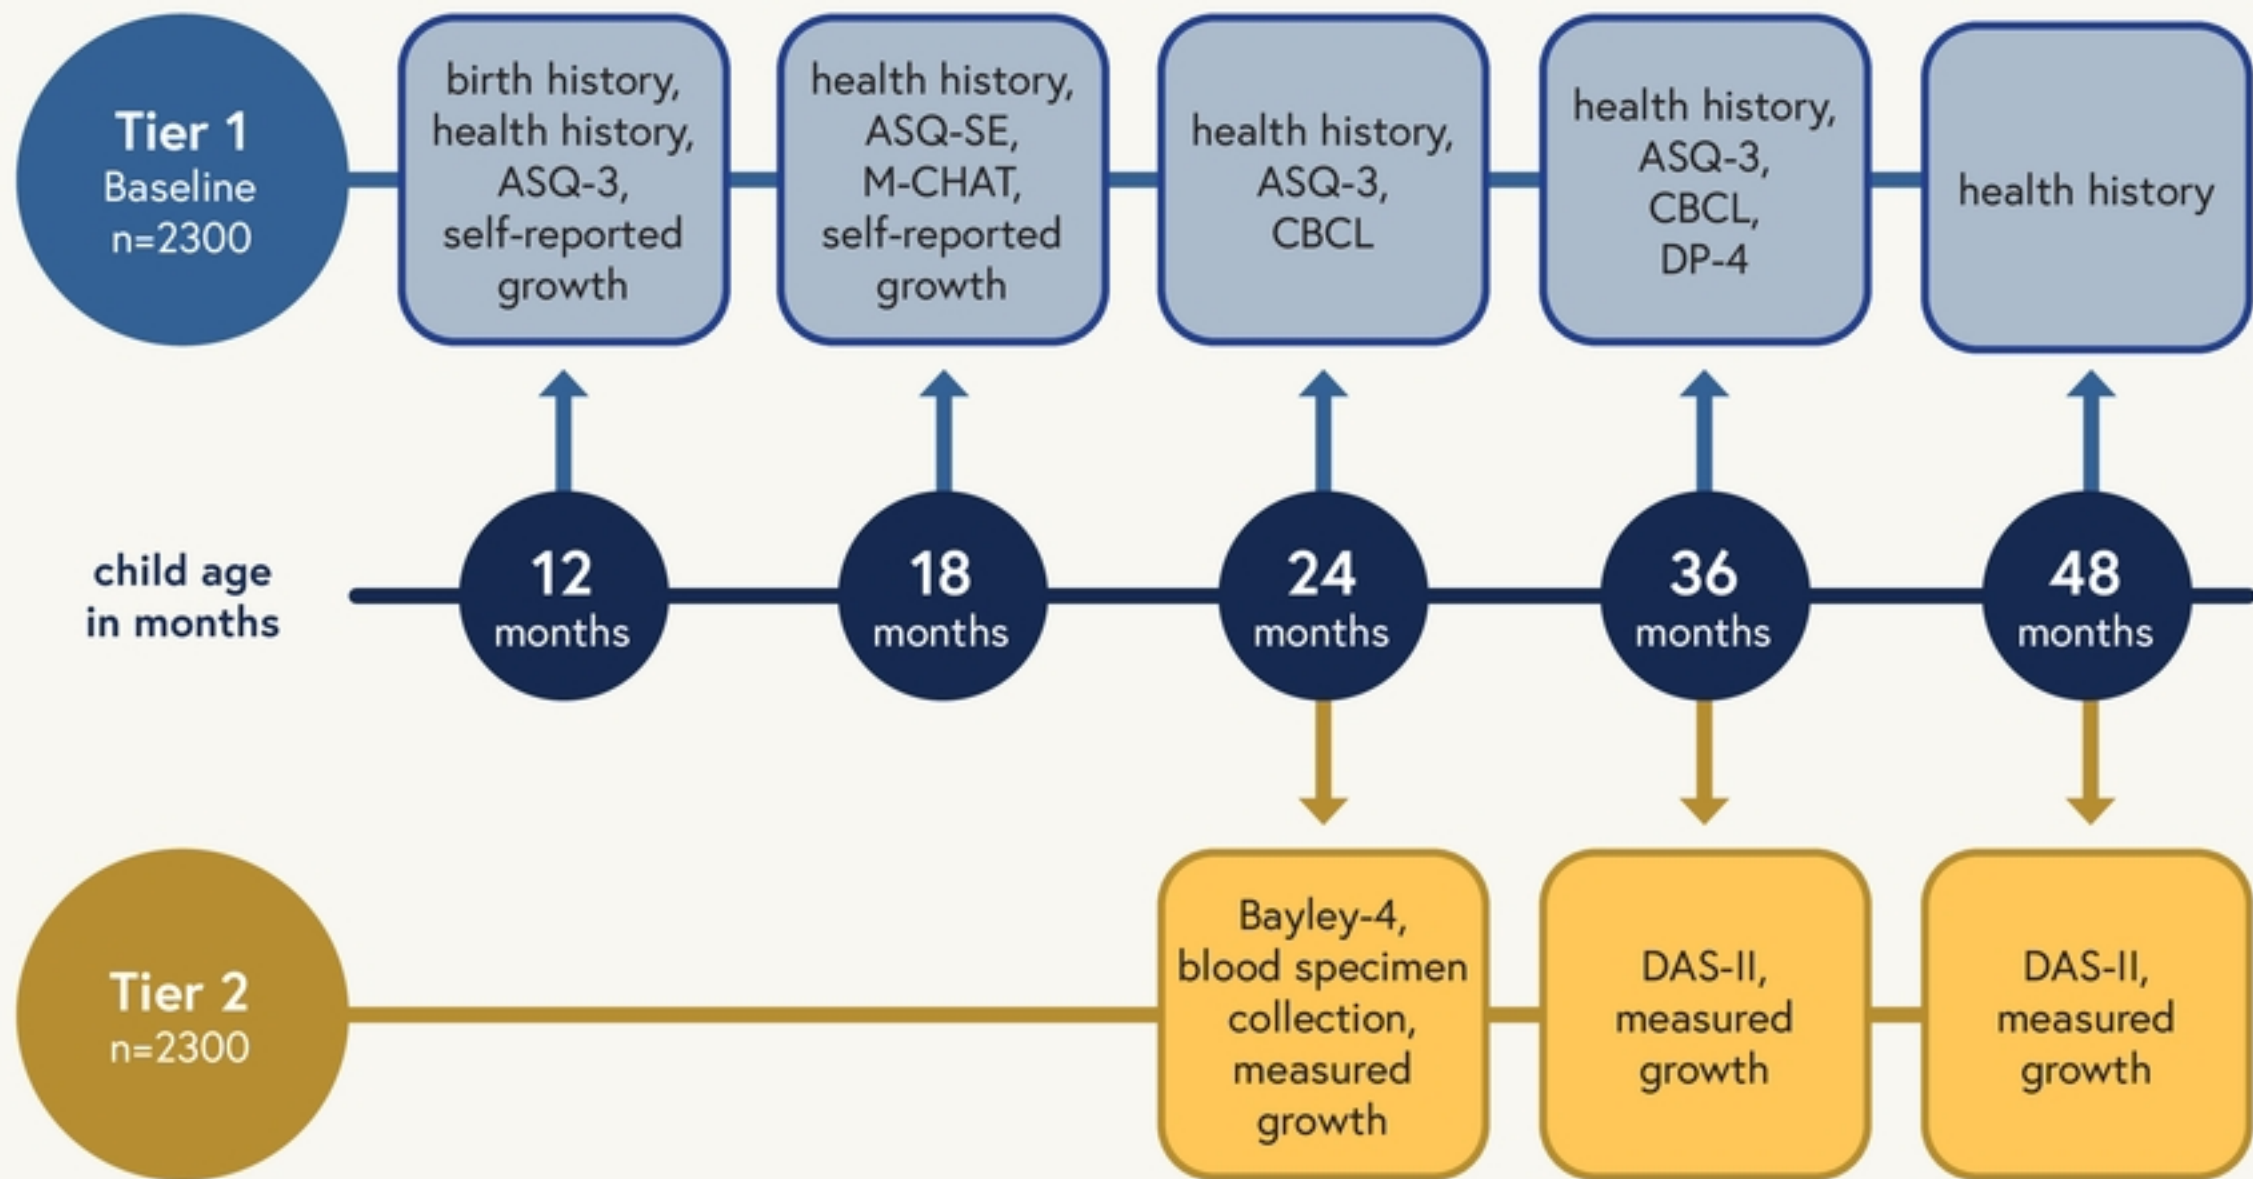 Tier 1
Baseline
n=2300
birth history,
health history,
ASQ-3,
self-reported
growth
health history,
ASQ-SE,
M-CHAT,
self-reported
growth
health history,
ASQ-3,
CBCL
health history,
ASQ-3,
CBCL,
DP-4
health history
child age
in months
12
months
18
months
24
months
36
months
48
months
Tier 2
n=2300
Bayley-4,
blood specimen
collection,
measured
growth
DAS-II,
measured
growth
DAS-II,
measured
growth